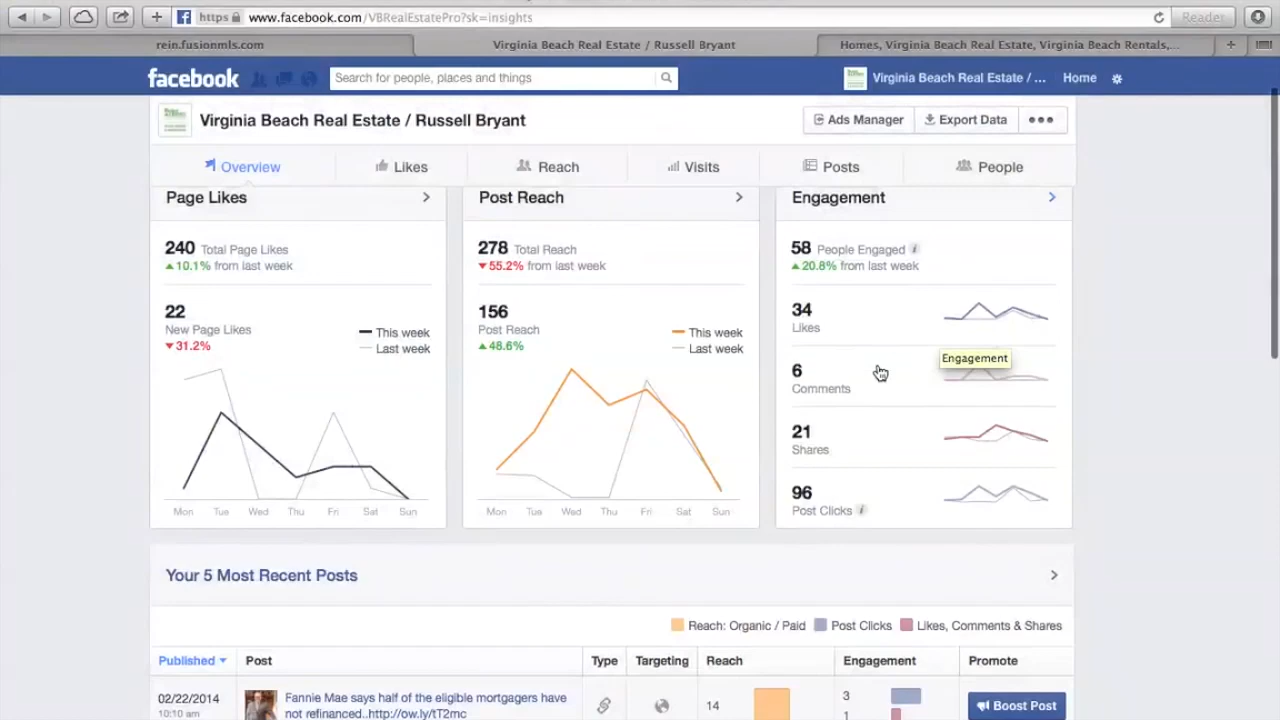 https www.facebook.com/VBRealEstatePro?sk=insights Reader
rein.fusionmls.com Virginia Beach Real Estate / Russell Bryant Homes, Virginia Beach Real Estate, Virginia Beach Rentals,...
facebook Search for people, places and things Virginia Beach Real Estate / ... Home
Virginia Beach Real Estate / Russell Bryant Ads Manager Export Data
Overview Likes Reach Visits Posts People
Page Likes
240 Total Page Likes
10.1% from last week
22
New Page Likes
31.2%
This week
Last week
Mon Tue Wed Thu Fri Sat Sun
Post Reach
278 Total Reach
55.2% from last week
156
Post Reach
48.6%
This week
Last week
Mon Tue Wed Thu Fri Sat Sun
Engagement
58 People Engaged
20.8% from last week
34
Likes
Engagement
6
Comments
21
Shares
96
Post Clicks
Your 5 Most Recent Posts
Reach: Organic / Paid Post Clicks Likes, Comments & Shares
Published Post Type Targeting Reach Engagement Promote
02/22/2014
10:10 am
Fannie Mae says half of the eligible mortgagers have
not refinanced..http://ow.ly/tT2mc
14
3
1
Boost Post